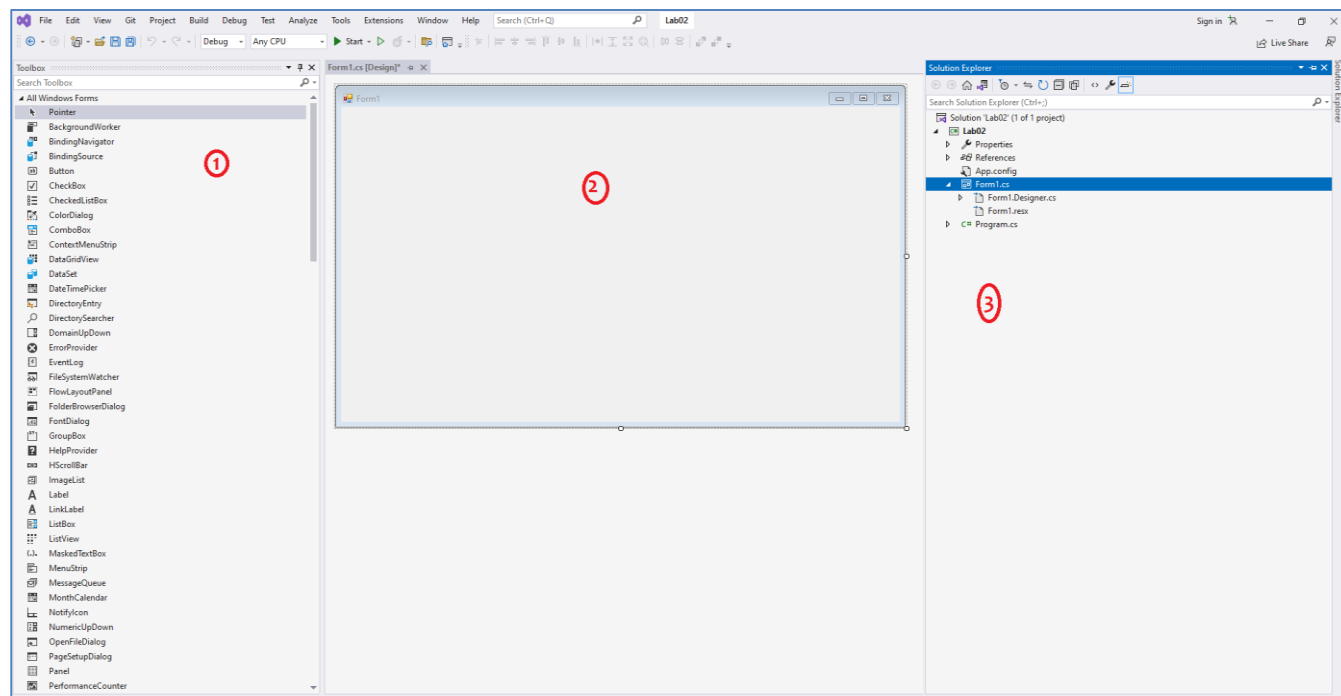 File Edit View Git Project Build Debug Test Analyze Tools Extensions Window Help Search (Ctrl+Q) Lab02 Sign in
Debug Any CPU Start Live Share
Toolbox
Search Toolbox
All Windows Forms
Pointer
BackgroundWorker
BindingNavigator
BindingSource
Button
CheckBox
CheckedListBox
ColorDialog
ComboBox
ContextMenuStrip
DataGridView
DataSet
DateTimePicker
DirectoryEntry
DirectorySearcher
DomainUpDown
ErrorProvider
EventLog
FileSystemWatcher
FlowLayoutPanel
FolderBrowserDialog
FontDialog
GroupBox
HelpProvider
HScrollBar
ImageList
Label
LinkLabel
ListBox
ListView
MaskedTextBox
MenuStrip
MessageQueue
MonthCalendar
NotifyIcon
NumericUpDown
OpenFileDialog
PageSetupDialog
Panel
PerformanceCounter
1
Form1.cs [Design]*
Form1
2
Solution Explorer
Search Solution Explorer (Ctrl+;)
Solution 'Lab02' (1 of 1 project)
C# Lab02
Properties
References
App.config
Form1.cs
Form1.Designer.cs
Form1.resx
C# Program.cs
3
Solution Explorer